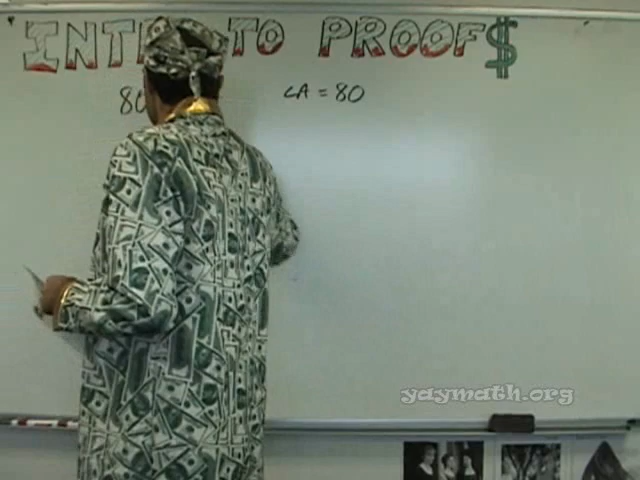 INT TO PROOF$
80 ∠A = 80
yaymath.org